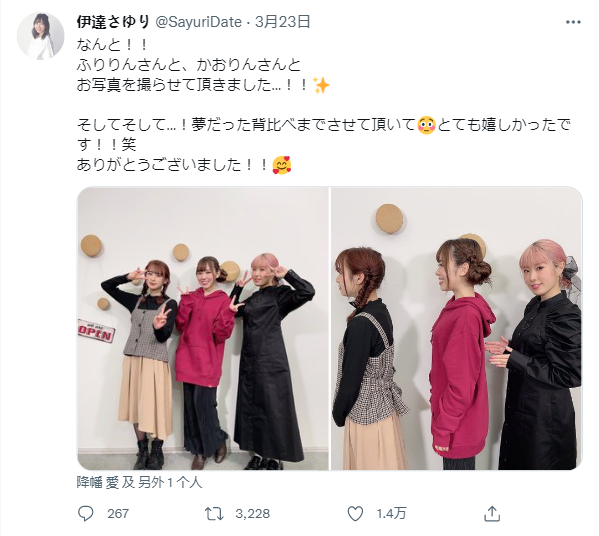 伊達さゆり @SayuriDate · 3月23日
なんと！！
ふりりんさんと、かおりんさんと
お写真を撮らせて頂きました...！！✨
そしてそして...！夢だった背比べまでさせて頂いて😳とても嬉しかったで
す！！笑
ありがとうございました！！🥰
OPEN
降幡 愛 及 另外 1 个人
267 3,228 1.4万